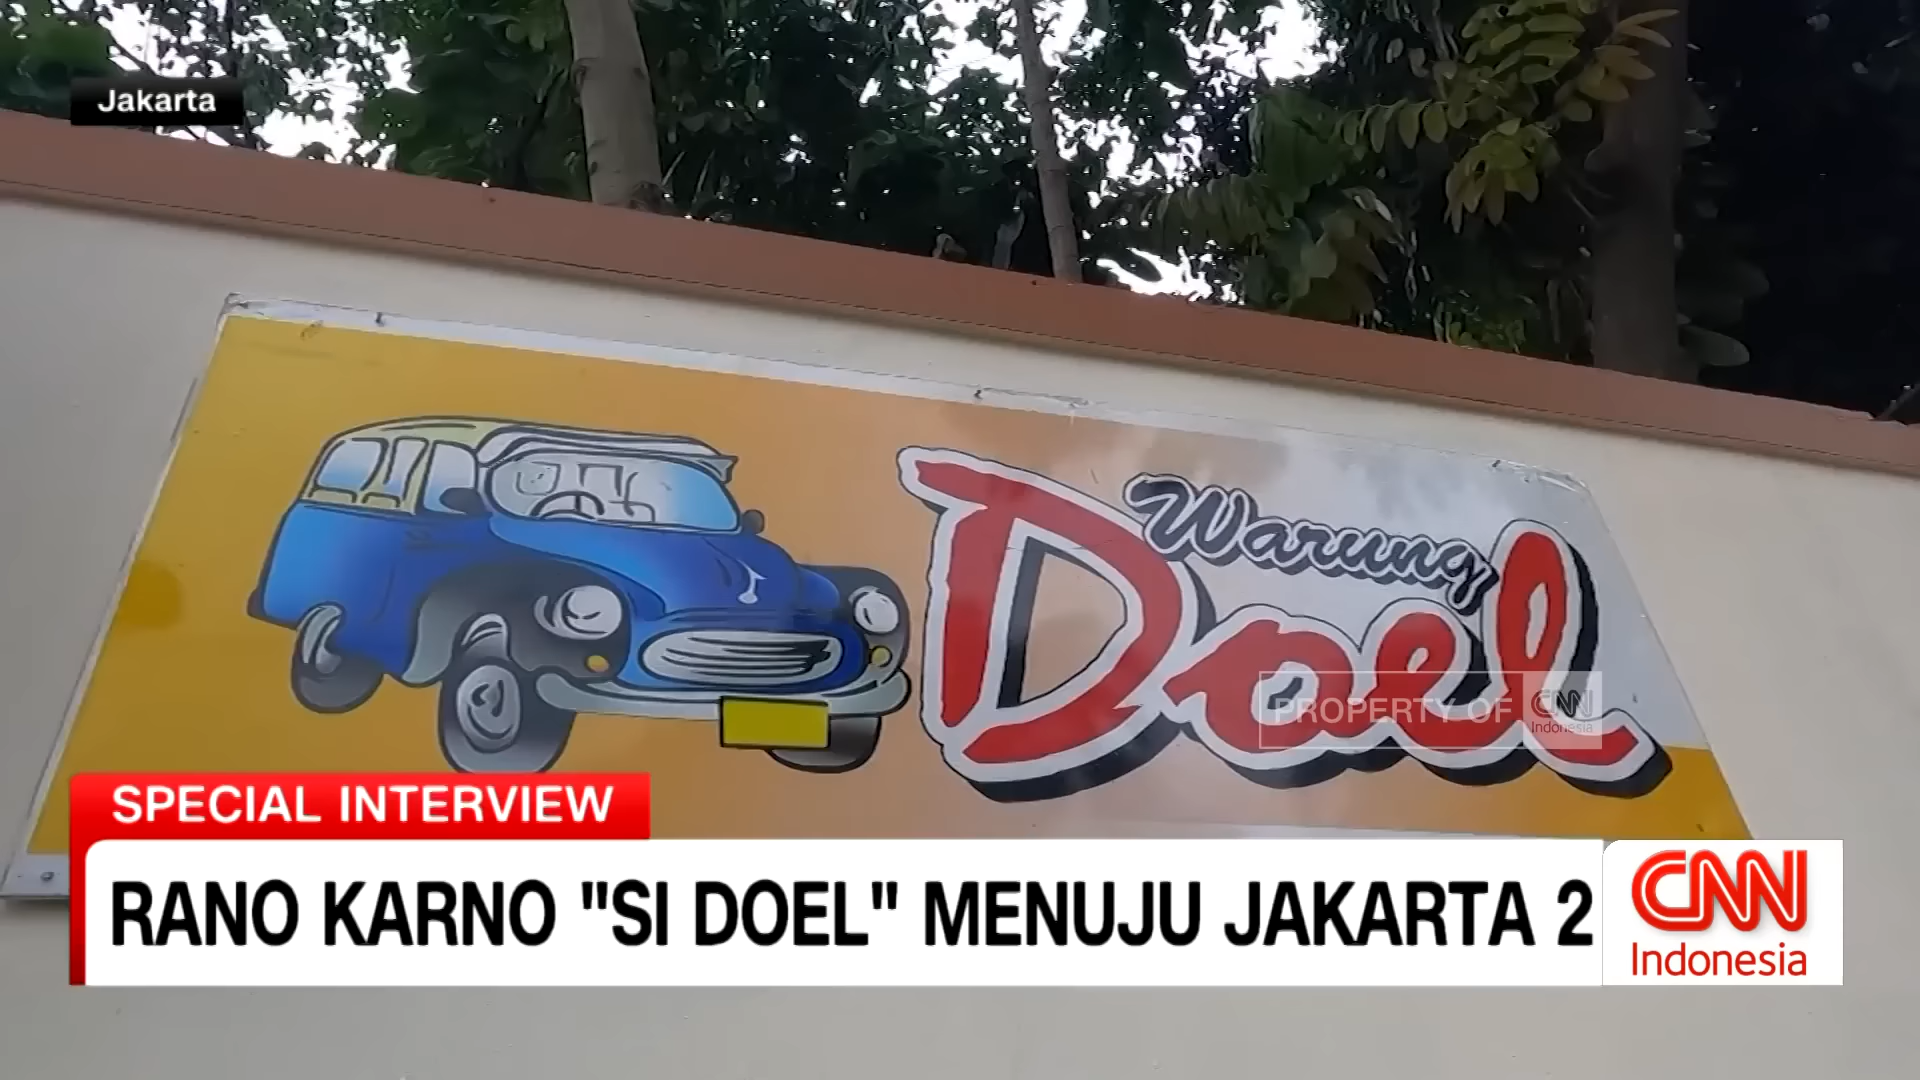 Jakarta
Warung
Doel
PROPERTY OF CNN Indonesia
SPECIAL INTERVIEW
RANO KARNO "SI DOEL" MENUJU JAKARTA 2
CNN
Indonesia